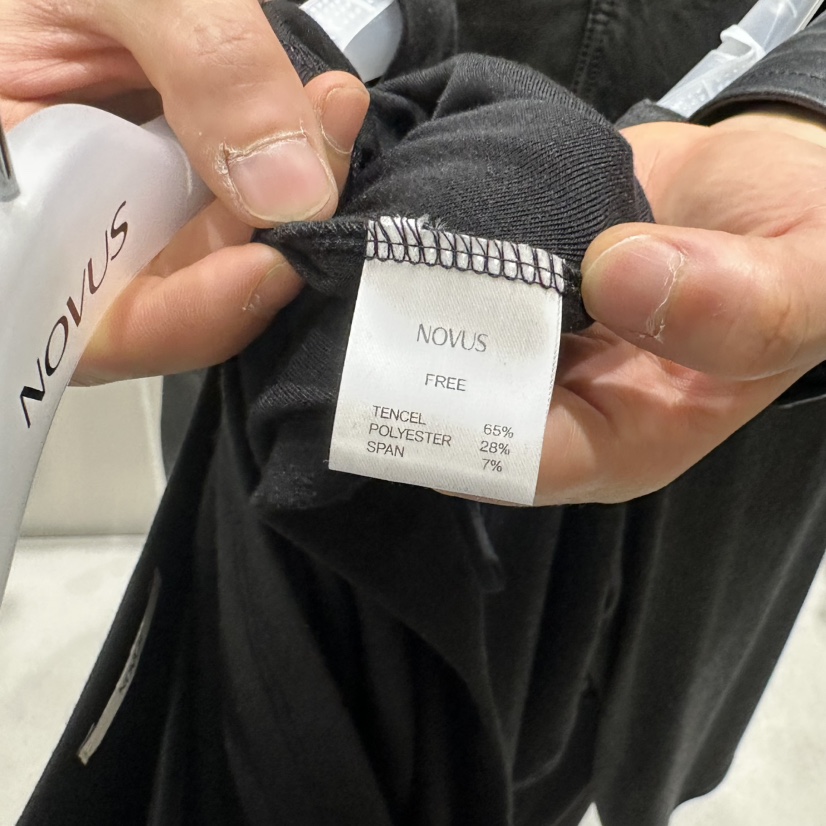 NOVUS
NOVUS
FREE
TENCEL 65%
POLYESTER 28%
SPAN 7%